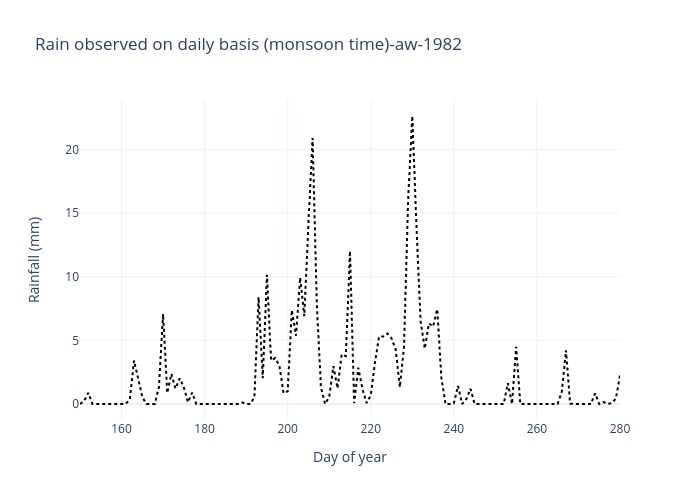 Rain observed on daily basis (monsoon time)-aw-1982
Rainfall (mm)
20
15
10
5
0
160 180 200 220 240 260 280
Day of year